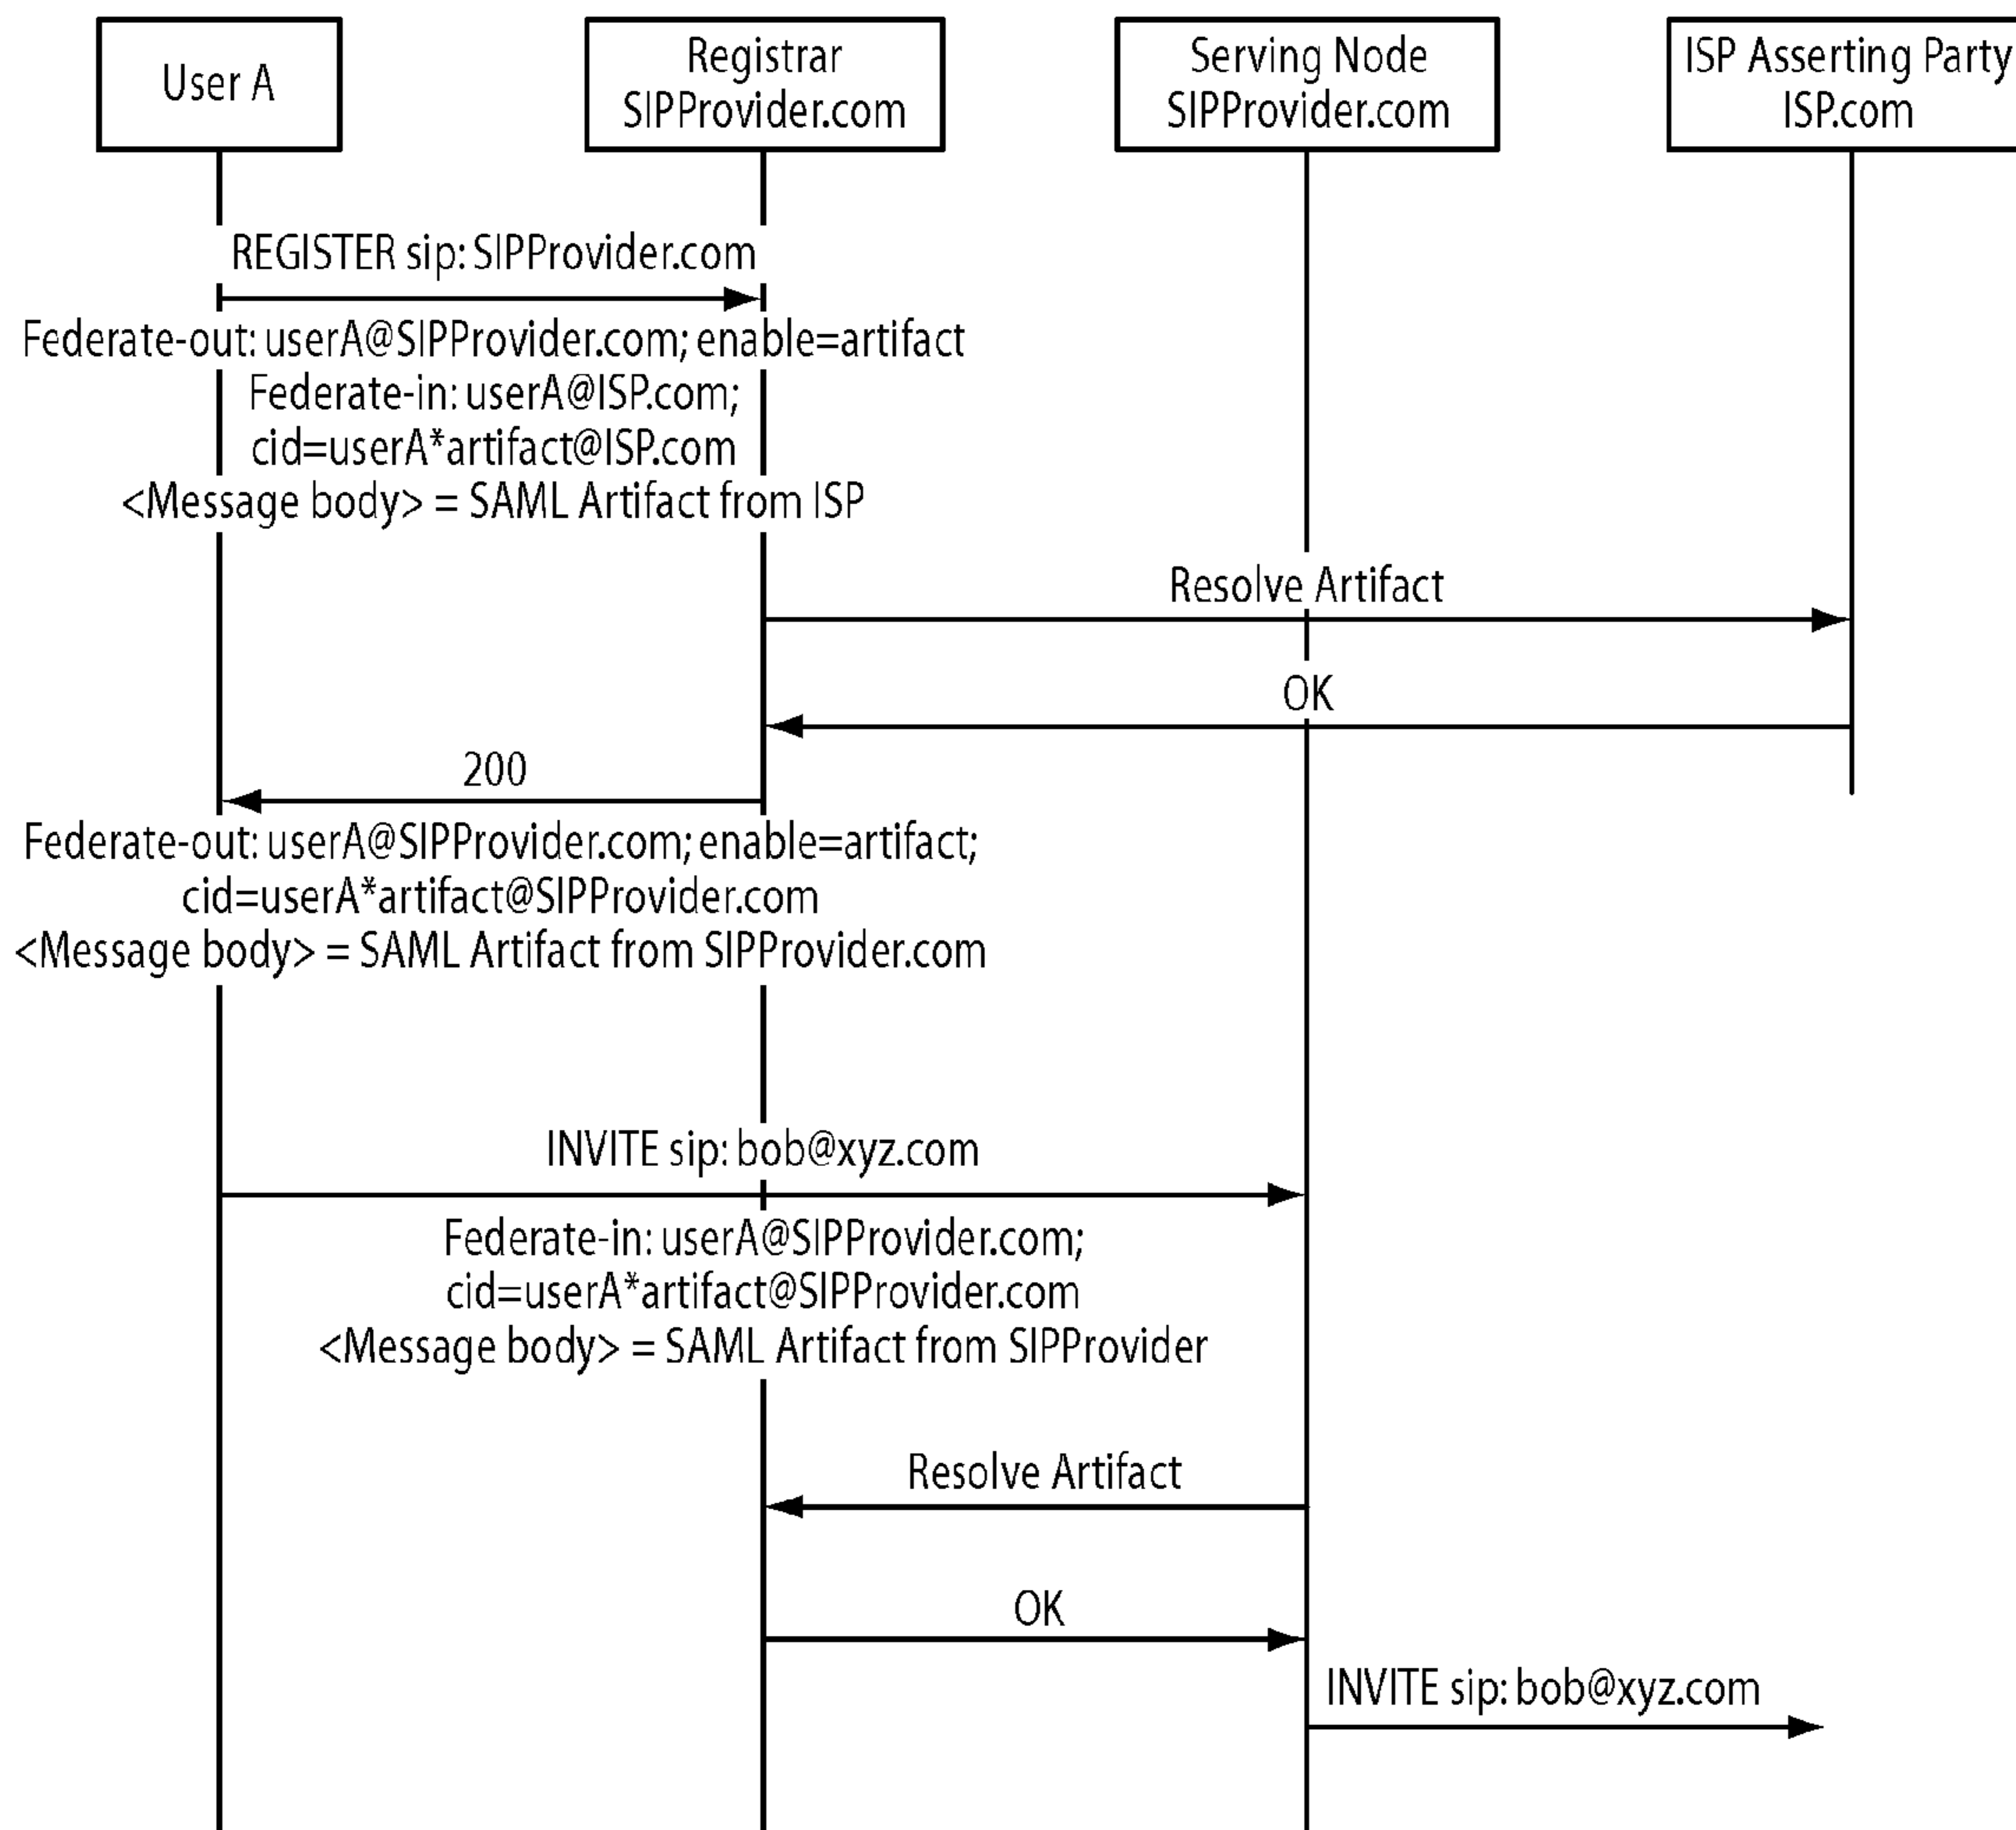 User A
Registrar
SIPProvider.com
Serving Node
SIPProvider.com
ISP Asserting Party
ISP.com
REGISTER sip: SIPProvider.com
Federate-out: userA@SIPProvider.com; enable=artifact
Federate-in: userA@ISP.com;
cid=userA*artifact@ISP.com
<Message body> = SAML Artifact from ISP
Resolve Artifact
OK
200
Federate-out: userA@SIPProvider.com; enable=artifact;
cid=userA*artifact@SIPProvider.com
<Message body> = SAML Artifact from SIPProvider.com
INVITE sip: bob@xyz.com
Federate-in: userA@SIPProvider.com;
cid=userA*artifact@SIPProvider.com
<Message body> = SAML Artifact from SIPProvider
Resolve Artifact
OK
INVITE sip: bob@xyz.com